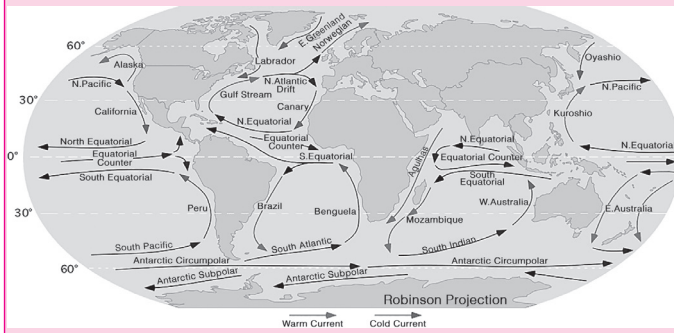 60°
30°
0°
30°
60°
Alaska
N.Pacific
California
North Equatorial
Equatorial
Counter
South Equatorial
Peru
South Pacific
Antarctic Circumpolar
Antarctic Subpolar
Labrador
E.Greenland
Norwegian
N.Atlantic
Drift
Gulf Stream
Canary
N.Equatorial
Equatorial
Counter
S.Equatorial
Brazil
Benguela
South Atlantic
Antarctic Subpolar
Agulhas
Mozambique
N.Equatorial
Equatorial Counter
South
Equatorial
W.Australia
South Indian
Antarctic Circumpolar
Oyashio
N.Pacific
Kuroshio
N.Equatorial
E.Australia
Robinson Projection
Warm Current
Cold Current